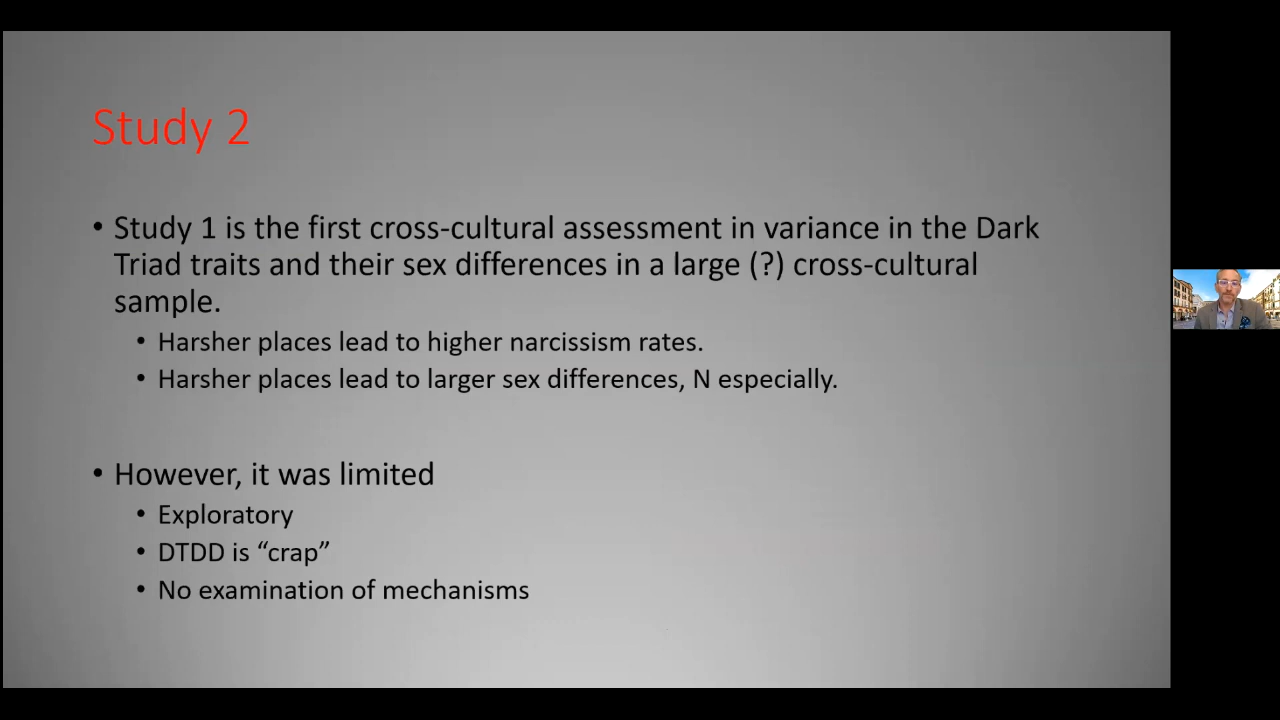 Study 2
• Study 1 is the first cross-cultural assessment in variance in the Dark
Triad traits and their sex differences in a large (?) cross-cultural
sample.
• Harsher places lead to higher narcissism rates.
• Harsher places lead to larger sex differences, N especially.
• However, it was limited
• Exploratory
• DTDD is “crap”
• No examination of mechanisms